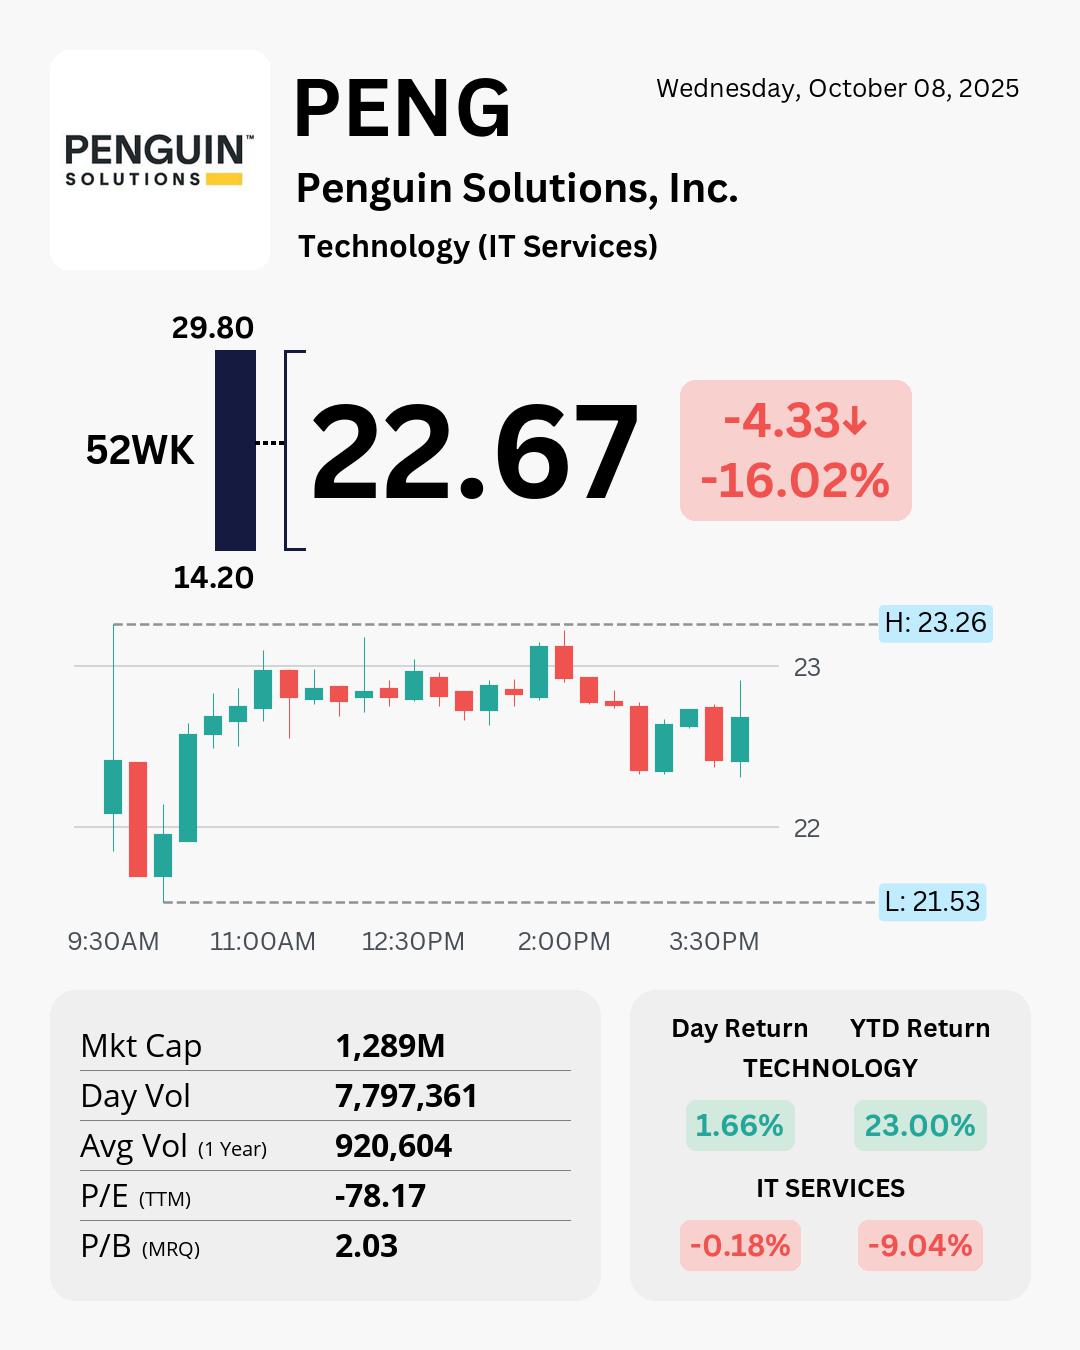 PENGUIN™
SOLUTIONS
PENG
Wednesday, October 08, 2025
Penguin Solutions, Inc.
Technology (IT Services)
29.80
52WK
14.20
22.67
-4.33↓
-16.02%
H: 23.26
23
22
L: 21.53
9:30AM 11:00AM 12:30PM 2:00PM 3:30PM
Mkt Cap 1,289M
Day Vol 7,797,361
Avg Vol (1 Year) 920,604
P/E (TTM) -78.17
P/B (MRQ) 2.03
Day Return YTD Return
TECHNOLOGY
1.66% 23.00%
IT SERVICES
-0.18% -9.04%